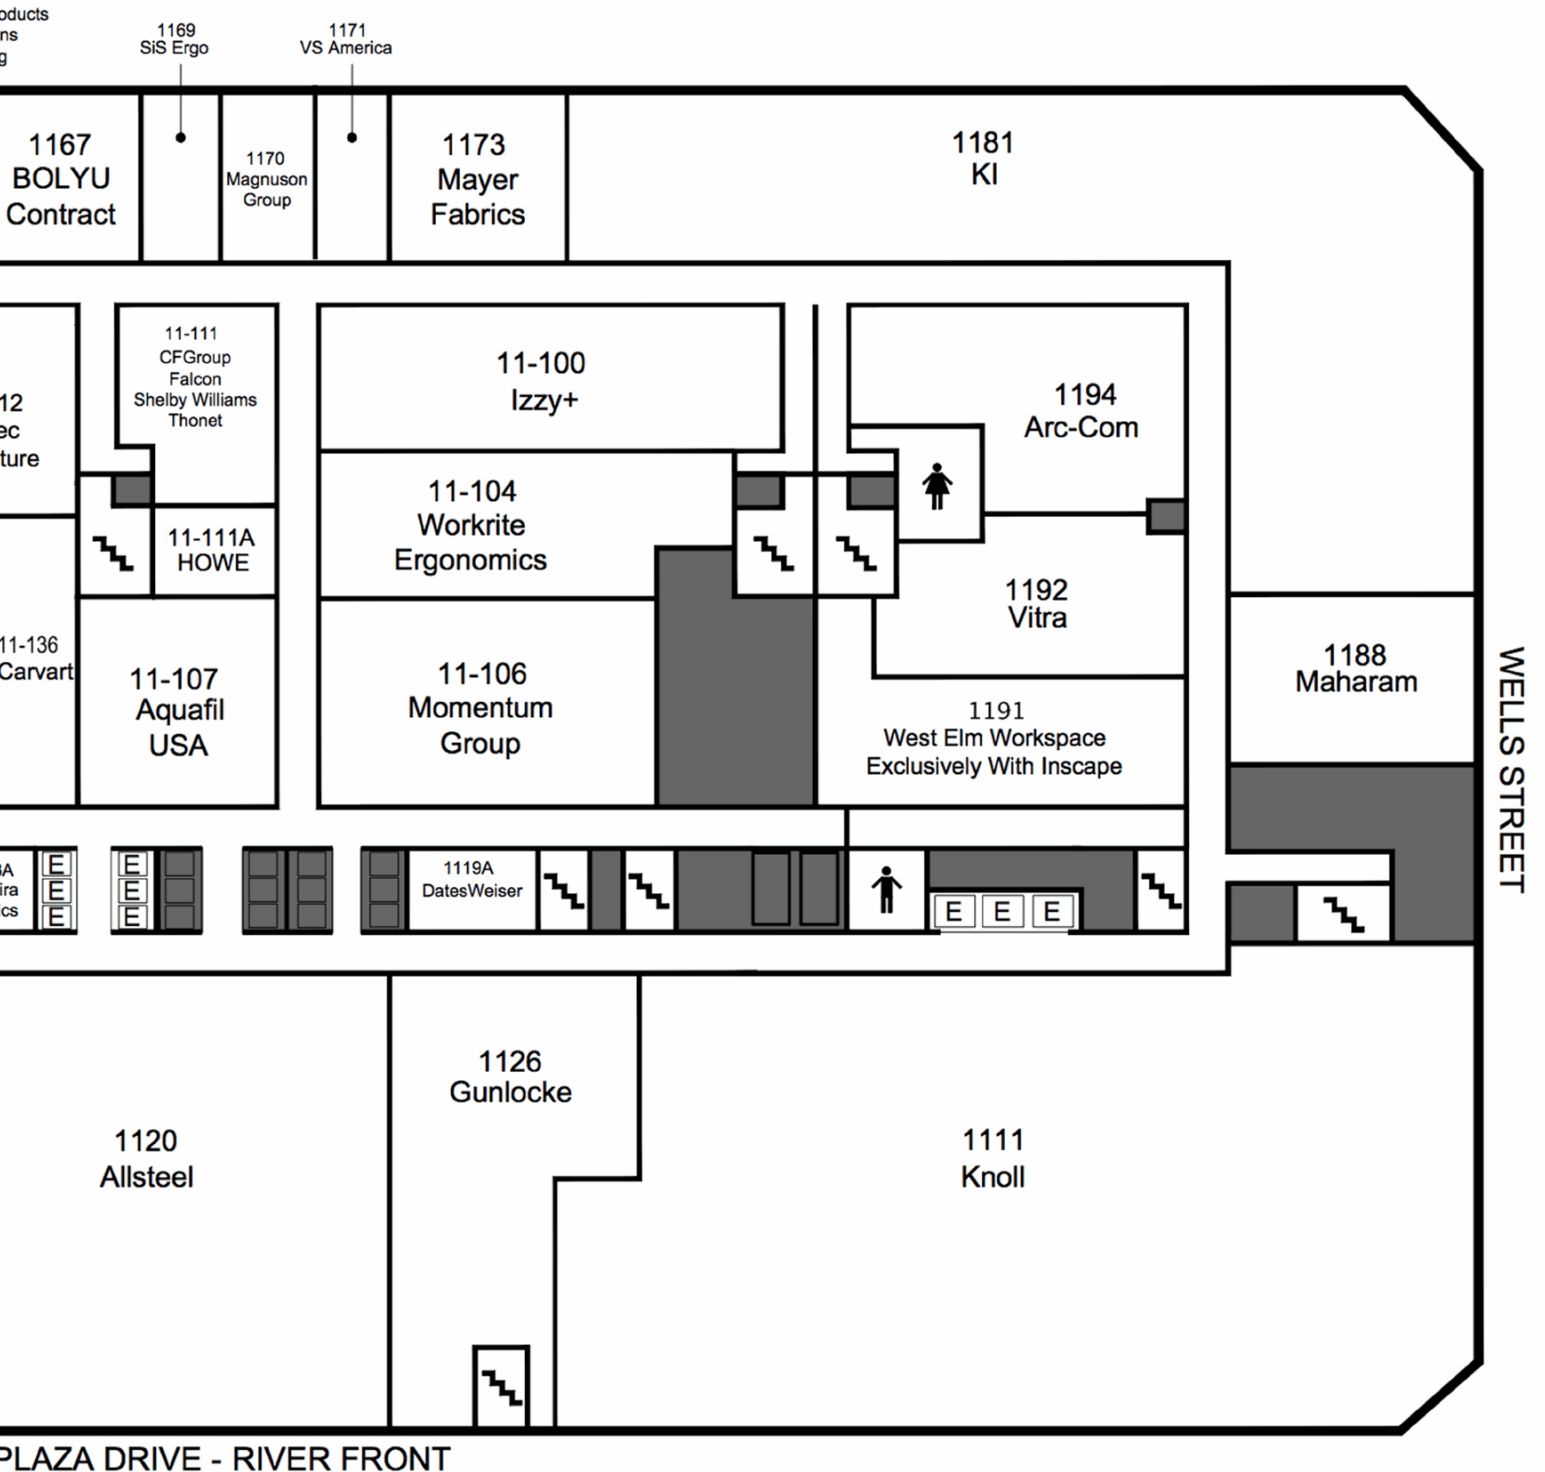 oducts
ns
g
1169
SiS Ergo
1171
VS America
1167
BOLYU
Contract
1170
Magnuson
Group
1173
Mayer
Fabrics
1181
KI
12
ec
ture
11-111
CFGroup
Falcon
Shelby Williams
Thonet
11-100
Izzy+
1194
Arc-Com
11-104
Workrite
Ergonomics
11-111A
HOWE
1192
Vitra
11-136
Carvart
11-107
Aquafil
USA
11-106
Momentum
Group
1191
West Elm Workspace
Exclusively With Inscape
1188
Maharam
WELLS STREET
3A
ira
ics
E
E
E
E
E
E
1119A
DatesWeiser
E E E
1126
Gunlocke
1120
Allsteel
1111
Knoll
PLAZA DRIVE - RIVER FRONT